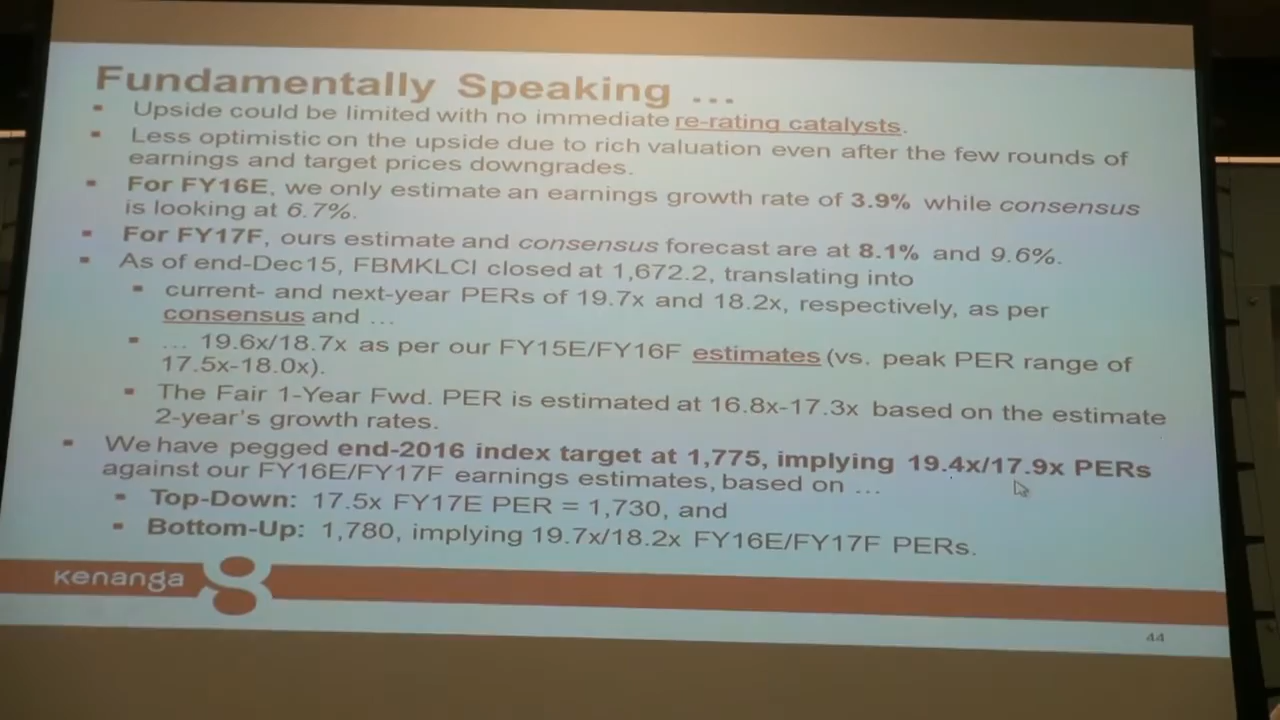 Fundamentally Speaking ...
▪ Upside could be limited with no immediate re-rating catalysts.
▪ Less optimistic on the upside due to rich valuation even after the few rounds of
earnings and target prices downgrades.
▪ For FY16E, we only estimate an earnings growth rate of 3.9% while consensus
is looking at 6.7%.
▪ For FY17F, ours estimate and consensus forecast are at 8.1% and 9.6%.
▪ As of end-Dec15, FBMKLCI closed at 1,672.2, translating into
▪ current- and next-year PERs of 19.7x and 18.2x, respectively, as per
consensus and ...
▪ ... 19.6x/18.7x as per our FY15E/FY16F estimates (vs. peak PER range of
17.5x-18.0x).
▪ The Fair 1-Year Fwd. PER is estimated at 16.8x-17.3x based on the estimate
2-year's growth rates.
▪ We have pegged end-2016 index target at 1,775, implying 19.4x/17.9x PERs
against our FY16E/FY17F earnings estimates, based on ...
▪ Top-Down: 17.5x FY17E PER = 1,730, and
▪ Bottom-Up: 1,780, implying 19.7x/18.2x FY16E/FY17F PERs.
kenanga
44